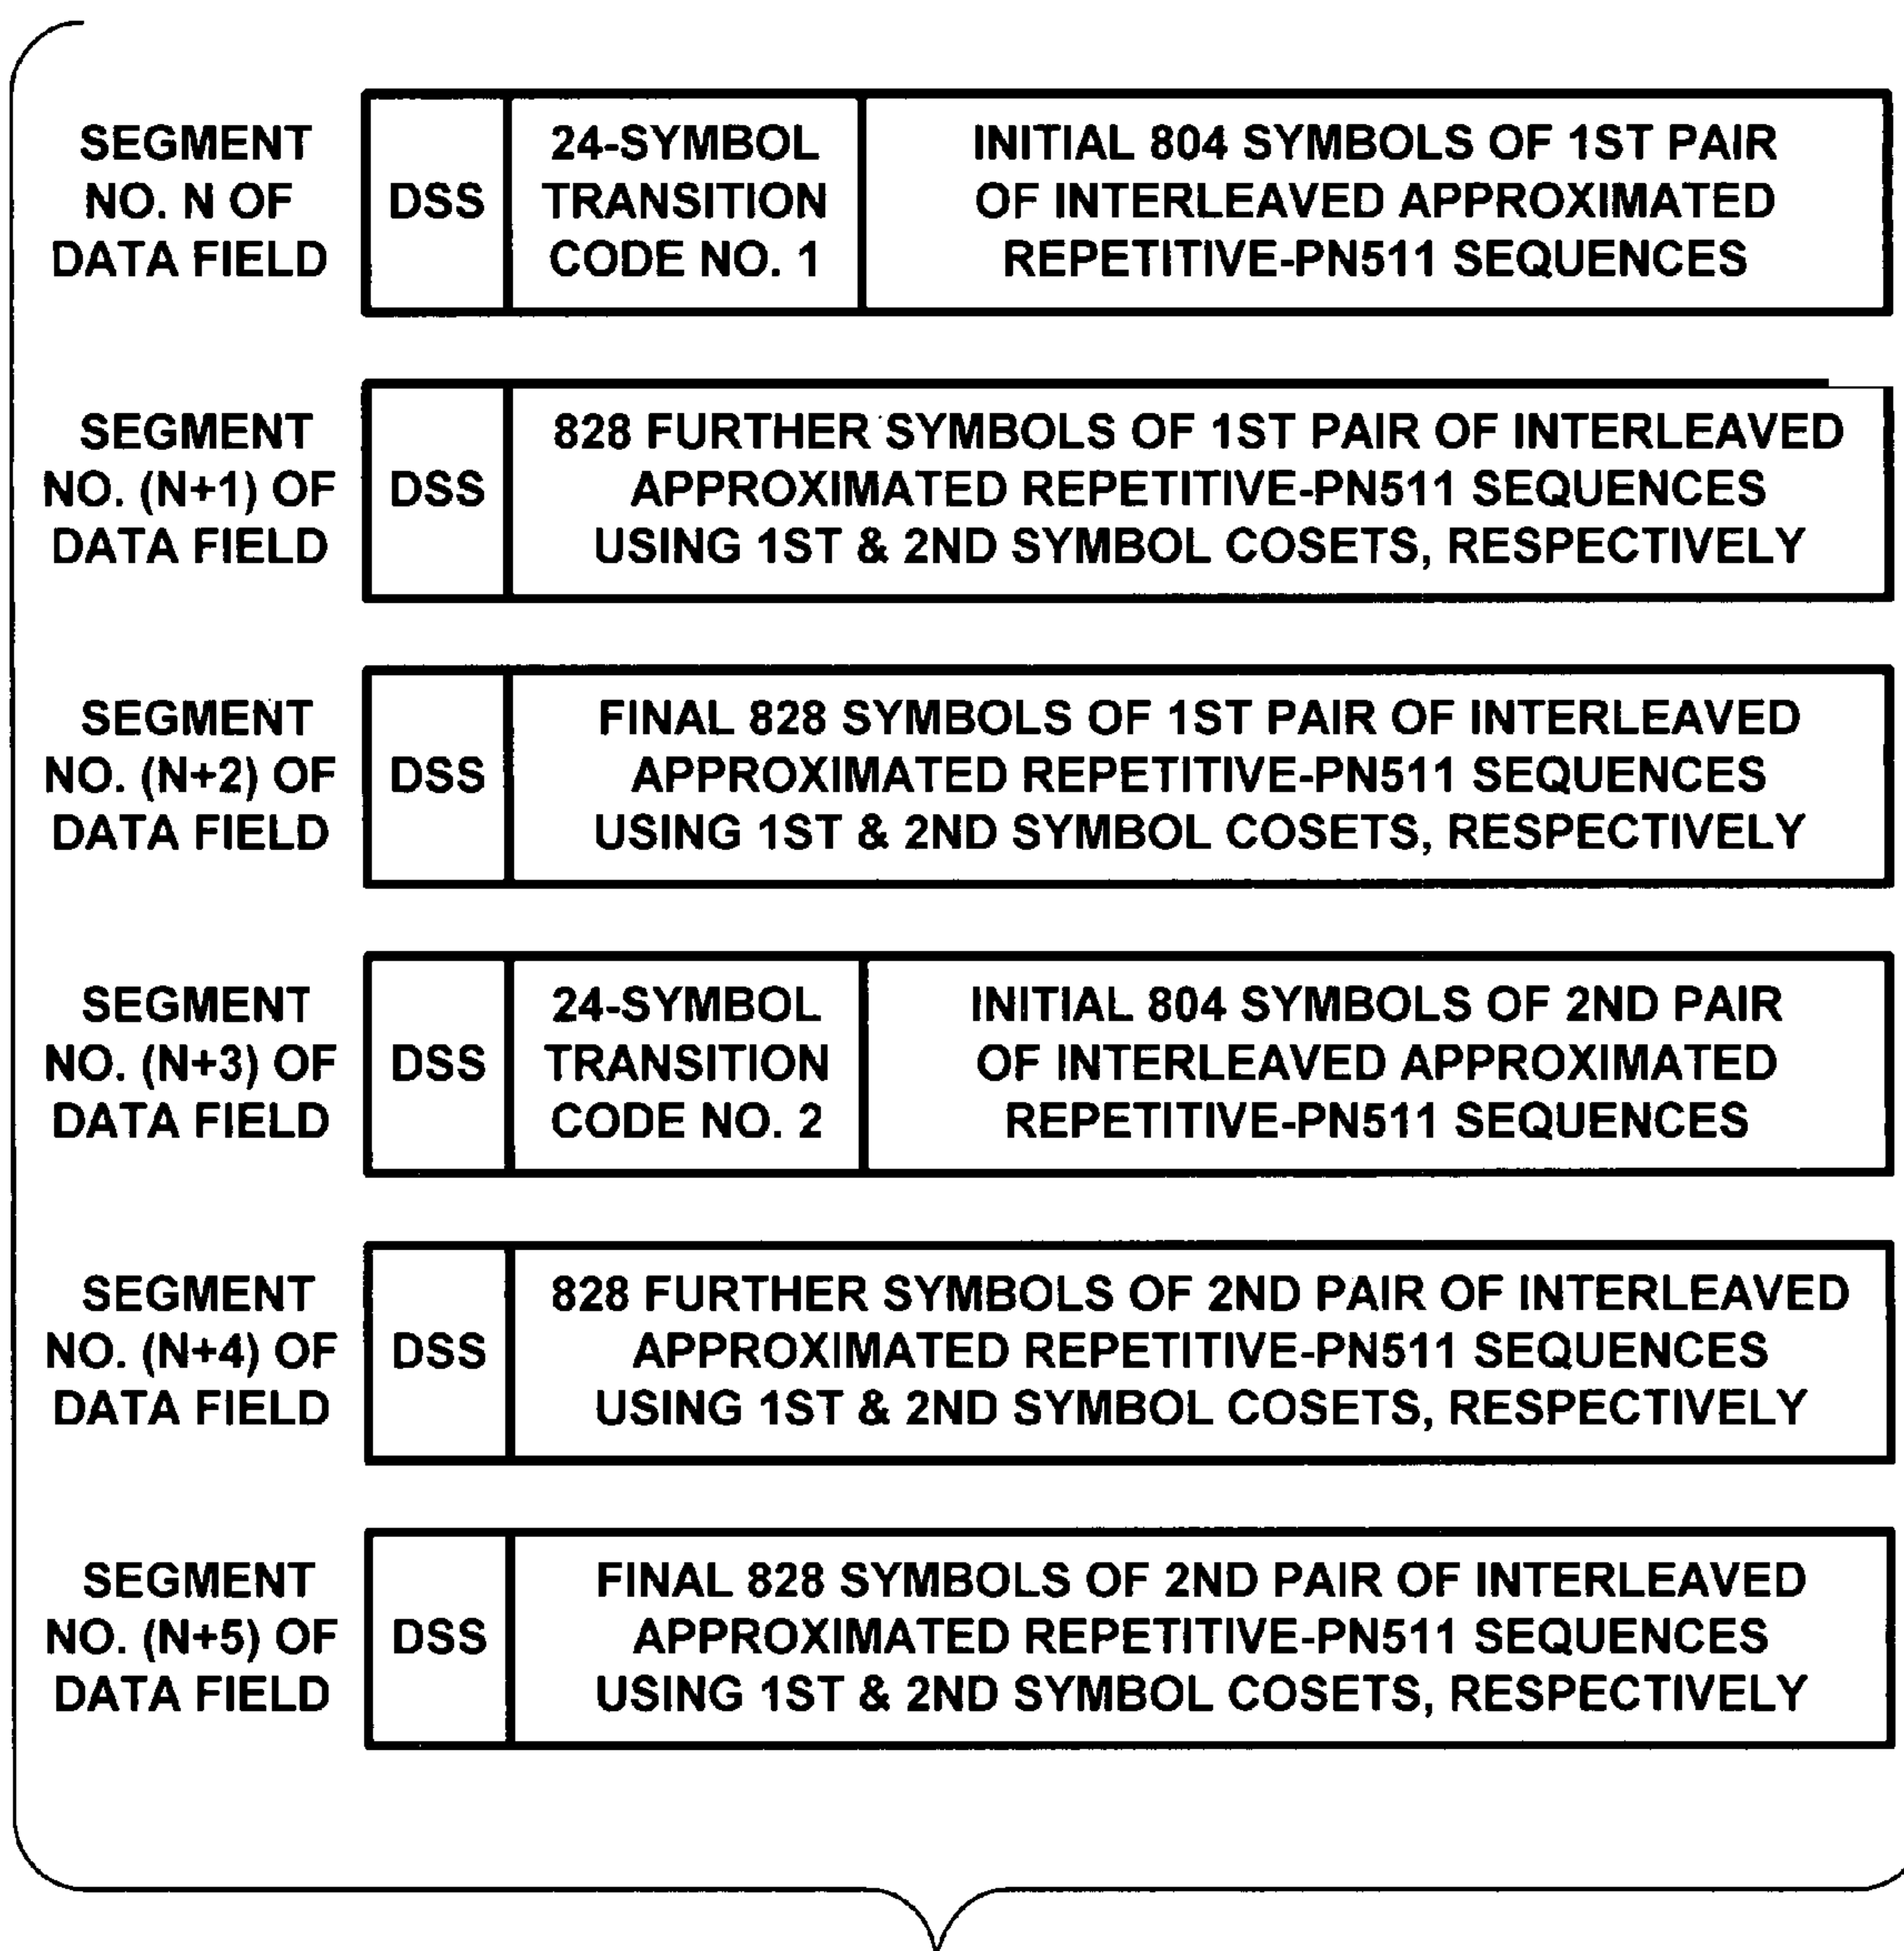 SEGMENT
NO. N OF
DATA FIELD
DSS
24-SYMBOL
TRANSITION
CODE NO. 1
INITIAL 804 SYMBOLS OF 1ST PAIR
OF INTERLEAVED APPROXIMATED
REPETITIVE-PN511 SEQUENCES
SEGMENT
NO. (N+1) OF
DATA FIELD
DSS
828 FURTHER SYMBOLS OF 1ST PAIR OF INTERLEAVED
APPROXIMATED REPETITIVE-PN511 SEQUENCES
USING 1ST & 2ND SYMBOL COSETS, RESPECTIVELY
SEGMENT
NO. (N+2) OF
DATA FIELD
DSS
FINAL 828 SYMBOLS OF 1ST PAIR OF INTERLEAVED
APPROXIMATED REPETITIVE-PN511 SEQUENCES
USING 1ST & 2ND SYMBOL COSETS, RESPECTIVELY
SEGMENT
NO. (N+3) OF
DATA FIELD
DSS
24-SYMBOL
TRANSITION
CODE NO. 2
INITIAL 804 SYMBOLS OF 2ND PAIR
OF INTERLEAVED APPROXIMATED
REPETITIVE-PN511 SEQUENCES
SEGMENT
NO. (N+4) OF
DATA FIELD
DSS
828 FURTHER SYMBOLS OF 2ND PAIR OF INTERLEAVED
APPROXIMATED REPETITIVE-PN511 SEQUENCES
USING 1ST & 2ND SYMBOL COSETS, RESPECTIVELY
SEGMENT
NO. (N+5) OF
DATA FIELD
DSS
FINAL 828 SYMBOLS OF 2ND PAIR OF INTERLEAVED
APPROXIMATED REPETITIVE-PN511 SEQUENCES
USING 1ST & 2ND SYMBOL COSETS, RESPECTIVELY